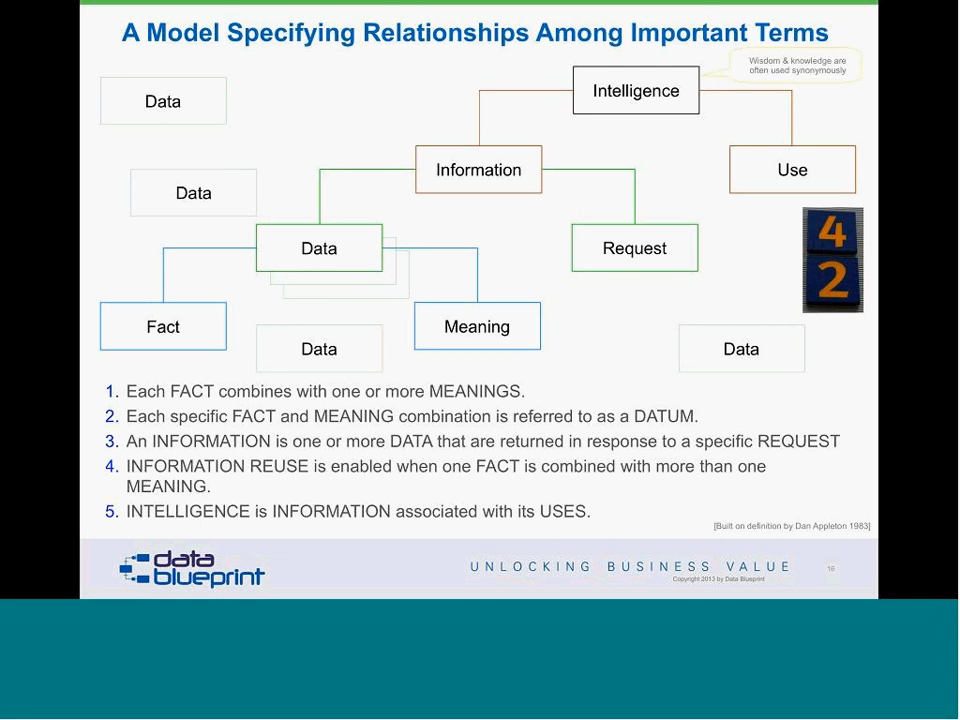 A Model Specifying Relationships Among Important Terms
Wisdom & knowledge are
often used synonymously
Intelligence
Data
Information
Use
Data
Data
Request
4
2
Fact
Meaning
Data
Data
1. Each FACT combines with one or more MEANINGS.
2. Each specific FACT and MEANING combination is referred to as a DATUM.
3. An INFORMATION is one or more DATA that are returned in response to a specific REQUEST
4. INFORMATION REUSE is enabled when one FACT is combined with more than one
MEANING.
5. INTELLIGENCE is INFORMATION associated with its USES.
[Built on definition by Dan Appleton 1983]
data
blueprint
UNLOCKING BUSINESS VALUE
Copyright 2013 by Data Blueprint
16